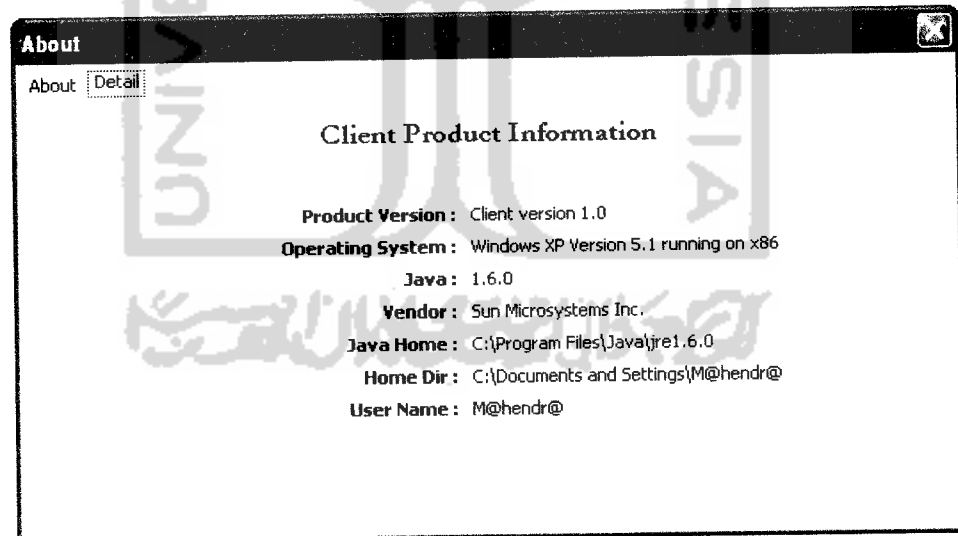 About
About Detail
Client Product Information
Product Version : Client version 1.0
Operating System : Windows XP Version 5.1 running on x86
Java : 1.6.0
Vendor : Sun Microsystems Inc.
Java Home : C:\Program Files\Java\jre1.6.0
Home Dir : C:\Documents and Settings\M@hendr@
User Name : M@hendr@